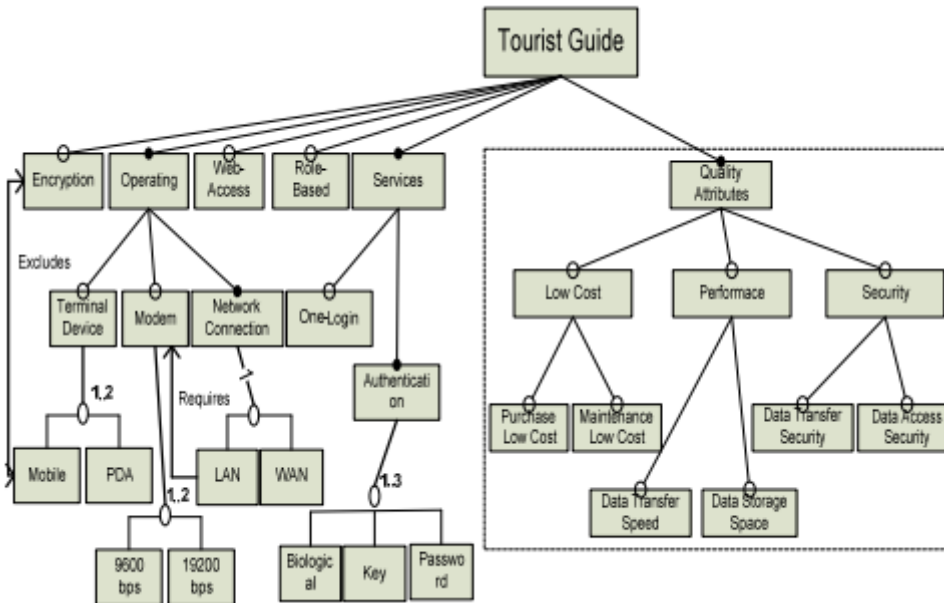 Tourist Guide
Encryption
Operating
Web-
Access
Role-
Based
Services
Quality
Attributes
Excludes
Terminal
Device
Modem
Network
Connection
One-Login
Low Cost
Performace
Security
1..2
1
Requires
Authenticati
on
Purchase
Low Cost
Maintenance
Low Cost
Data Transfer
Security
Data Access
Security
Mobile
PDA
LAN
WAN
1..2
1..3
Data Transfer
Speed
Data Storage
Space
9600
bps
19200
bps
Biologic
al
Key
Passwo
rd